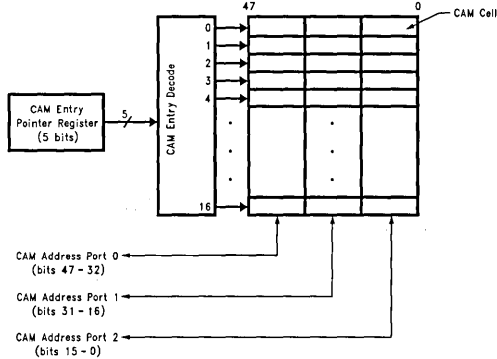 47
0
CAM Cell
0
1
2
3
4
16
CAM Entry Decode
CAM Entry
Pointer Register
(5 bits)
5
CAM Address Port 0
(bits 47-32)
CAM Address Port 1
(bits 31-16)
CAM Address Port 2
(bits 15-0)